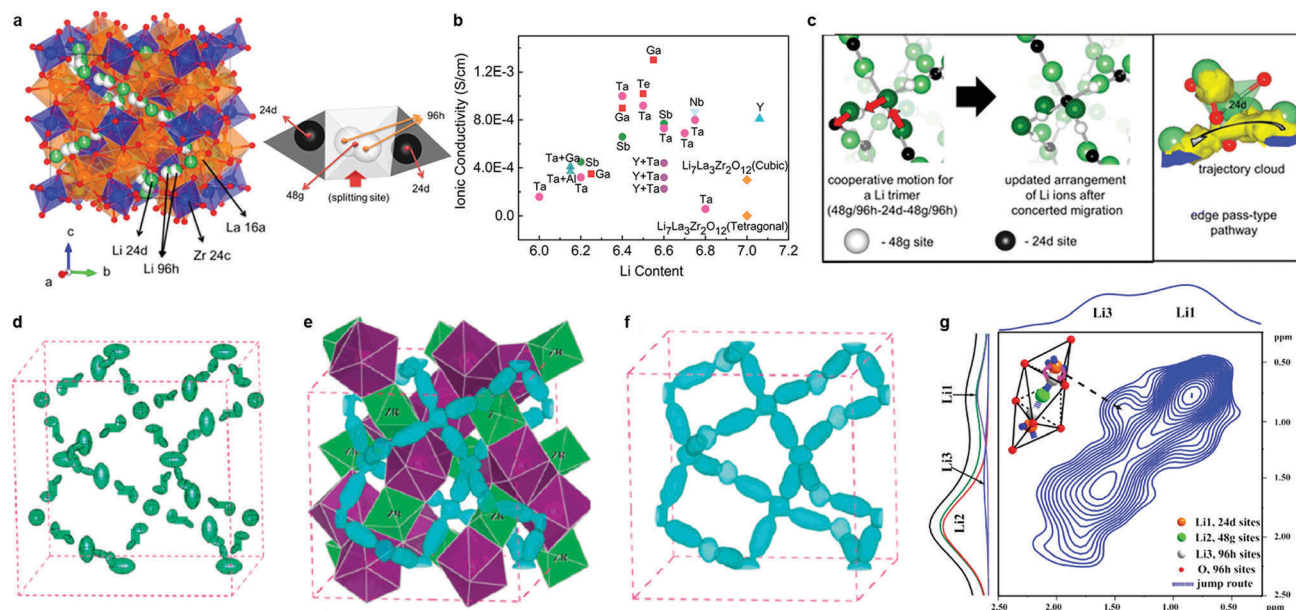 a
24d
96h
48g
(splitting site)
24d
La 16a
Li 24d
Li 96h
Zr 24c
c
b
a
b
Ionic Conductivity (S/cm)
1.2E-3
8.0E-4
4.0E-4
0.0
Ga
Ta
Te
Ga
Ta
Nb
Y
Sb
Ta
Sb
Ta
Ta
Ta+Ga
Sb
Ta+Al
Ga
Ta
Ta
Y+Ta
Y+Ta
Y+Ta
Li7La3Zr2O12(Cubic)
Ta
Li7La3Zr2O12(Tetragonal)
6.0 6.2 6.4 6.6 6.8 7.0 7.2
Li Content
c
cooperative motion for
a Li trimer
(48g/96h-24d-48g/96h)
updated arrangement
of Li ions after
concerted migration
- 48g site
- 24d site
24d
trajectory cloud
edge pass-type
pathway
d
e
ZR
ZR
ZR
ZR
ZR
f
g
Li3
Li1
ppm
0.50
1.00
1.50
2.00
2.50
Li1
Li3
Li2
Li1, 24d sites
Li2, 48g sites
Li3, 96h sites
O, 96h sites
jump route
2.50 2.00 1.50 1.00 0.50
ppm